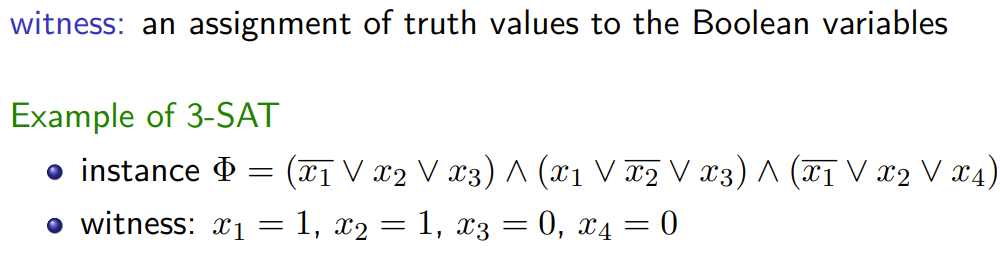 witness: an assignment of truth values to the Boolean variables
Example of 3-SAT
• instance Φ = (x̅₁ ∨ x₂ ∨ x₃) ∧ (x₁ ∨ x̅₂ ∨ x₃) ∧ (x̅₁ ∨ x₂ ∨ x₄)
• witness: x₁ = 1, x₂ = 1, x₃ = 0, x₄ = 0